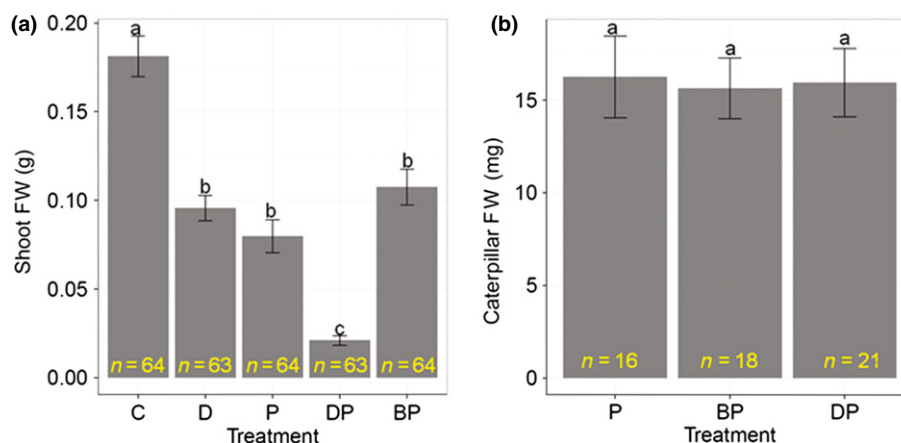 (a)
Shoot FW (g)
0.20
0.15
0.10
0.05
0.00
a
b
b
c
b
n = 64
n = 63
n = 64
n = 63
n = 64
C
D
P
DP
BP
Treatment
(b)
Caterpillar FW (mg)
15
10
5
0
a
a
a
n = 16
n = 18
n = 21
P
BP
DP
Treatment